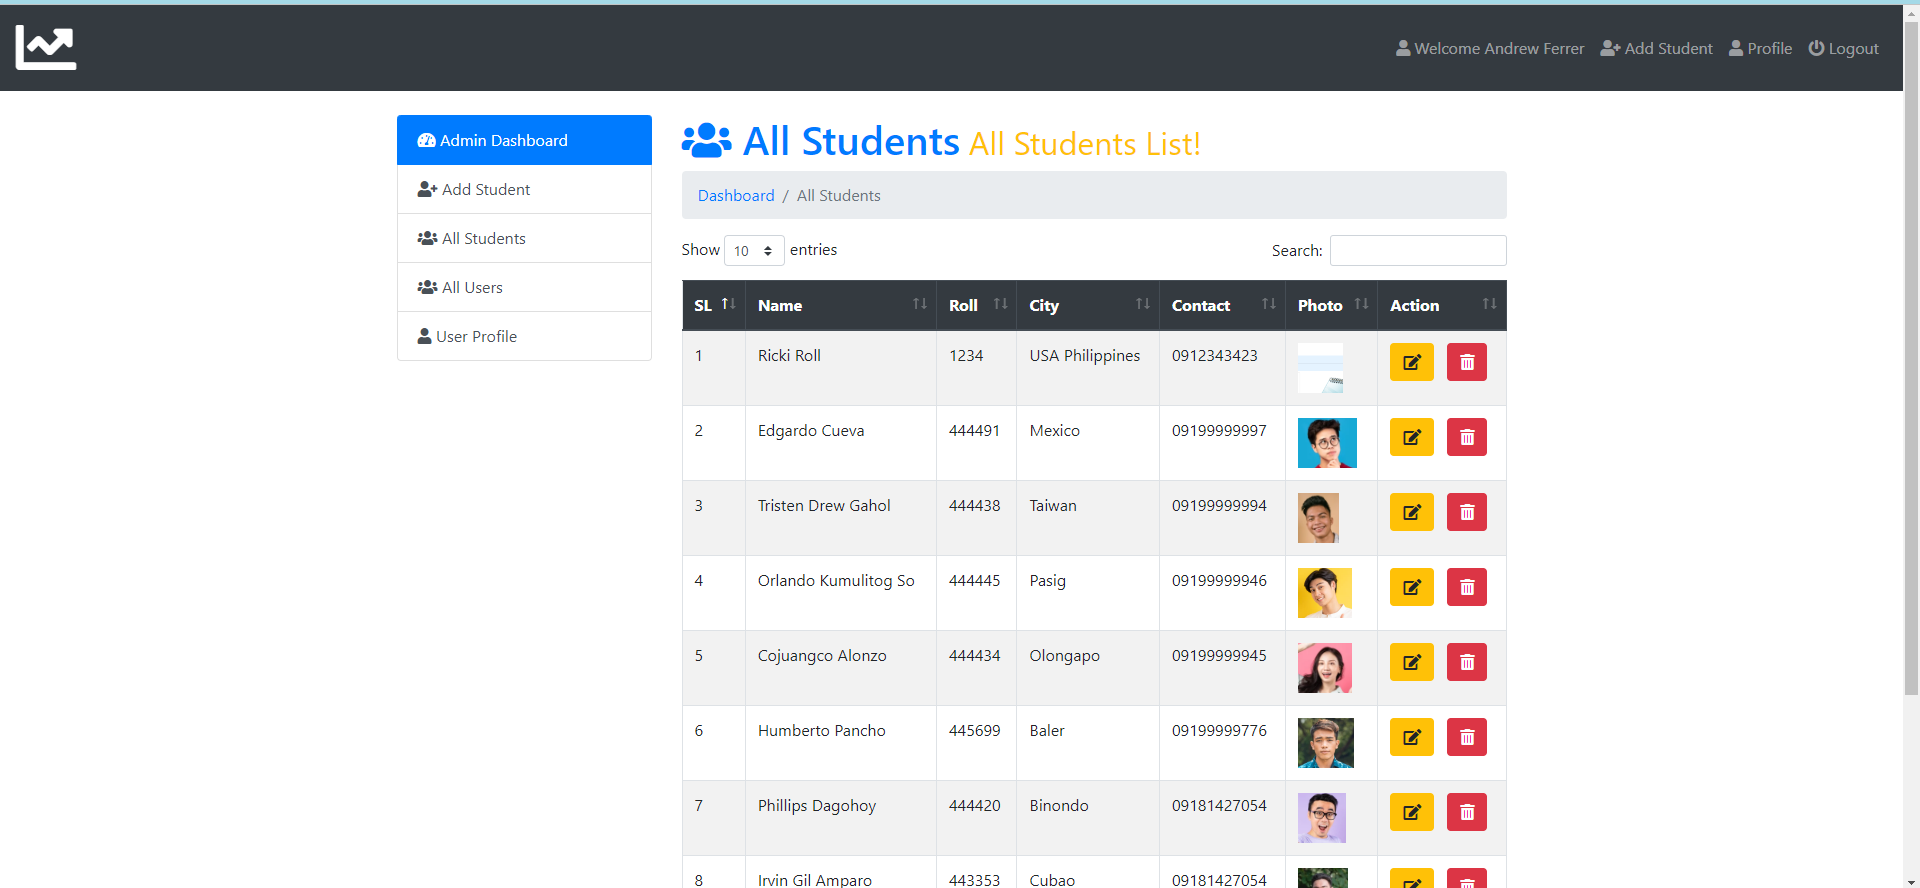 Welcome Andrew Ferrer Add Student Profile Logout
Admin Dashboard
Add Student
All Students
All Users
User Profile
All Students All Students List!
Dashboard / All Students
Show 10 entries Search:
SL Name Roll City Contact Photo Action
1 Ricki Roll 1234 USA Philippines 0912343423
2 Edgardo Cueva 444491 Mexico 09199999997
3 Tristen Drew Gahol 444438 Taiwan 09199999994
4 Orlando Kumulitog So 444445 Pasig 09199999946
5 Cojuangco Alonzo 444434 Olongapo 09199999945
6 Humberto Pancho 445699 Baler 09199999776
7 Phillips Dagohoy 444420 Binondo 09181427054
8 Irvin Gil Amparo 443353 Cubao 09181427054